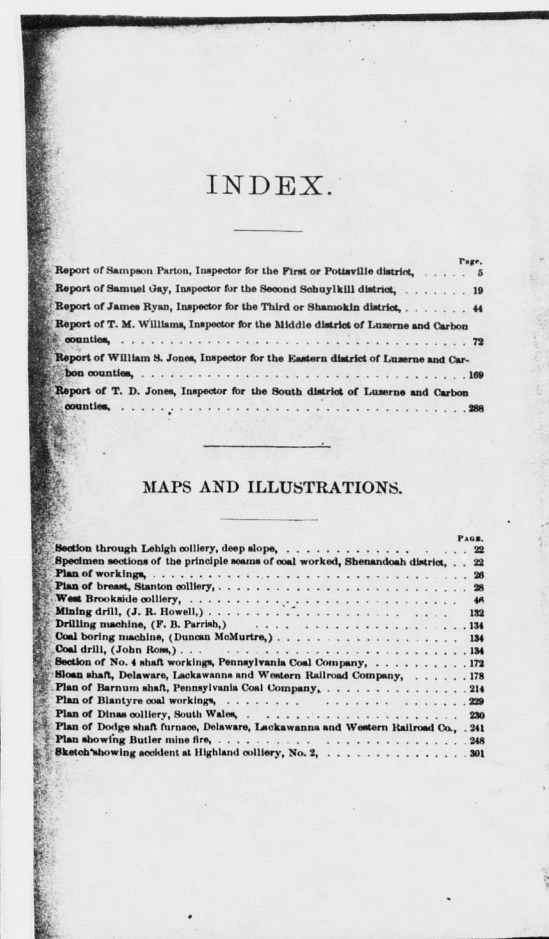 INDEX.
Page.
Report of Sampson Parton, Inspector for the First or Pottsville district, . . . . . . 5
Report of Samuel Gay, Inspector for the Second Schuylkill district, . . . . . . . 19
Report of James Ryan, Inspector for the Third or Shamokin district, . . . . . . . 44
Report of T. M. Williams, Inspector for the Middle district of Luzerne and Carbon
counties, . . . . . . . . . . . . . . . . . . . . 72
Report of William S. Jones, Inspector for the Eastern district of Luzerne and Car-
bon counties, . . . . . . . . . . . . . . . . . . . . 169
Report of T. D. Jones, Inspector for the South district of Luzerne and Carbon
counties, . . . . . . . . . . . . . . . . . . . . 288
MAPS AND ILLUSTRATIONS.
PAGE.
Section through Lehigh colliery, deep slope, . . . . . . . . . . 22
Specimen sections of the principle seams of coal worked, Shenandoah district, . . 22
Plan of workings, . . . . . . . . . . 26
Plan of breast, Stanton colliery, . . . . . . . . . . 28
West Brookside colliery, . . . . . . . . . . 46
Mining drill, (J. R. Howell,) . . . . . . . . . . 132
Drilling machine, (F. B. Parrish,) . . . . . . . . . . 134
Coal boring machine, (Duncan McMurtre,) . . . . . . . . . . 134
Coal drill, (John Ross,) . . . . . . . . . . 134
Section of No. 4 shaft workings, Pennsylvania Coal Company, . . . . . . . . 172
Sloan shaft, Delaware, Lackawanna and Western Railroad Company, . . . . . . 178
Plan of Barnum shaft, Pennsylvania Coal Company, . . . . . . . . . . 214
Plan of Blantyre coal workings, . . . . . . . . . . 229
Plan of Dinas colliery, South Wales, . . . . . . . . . . 230
Plan of Dodge shaft furnace, Delaware, Lackawanna and Western Railroad Co., . 241
Plan showing Butler mine fire, . . . . . . . . . . 248
Sketch showing accident at Highland colliery, No. 2, . . . . . . . . . . 301